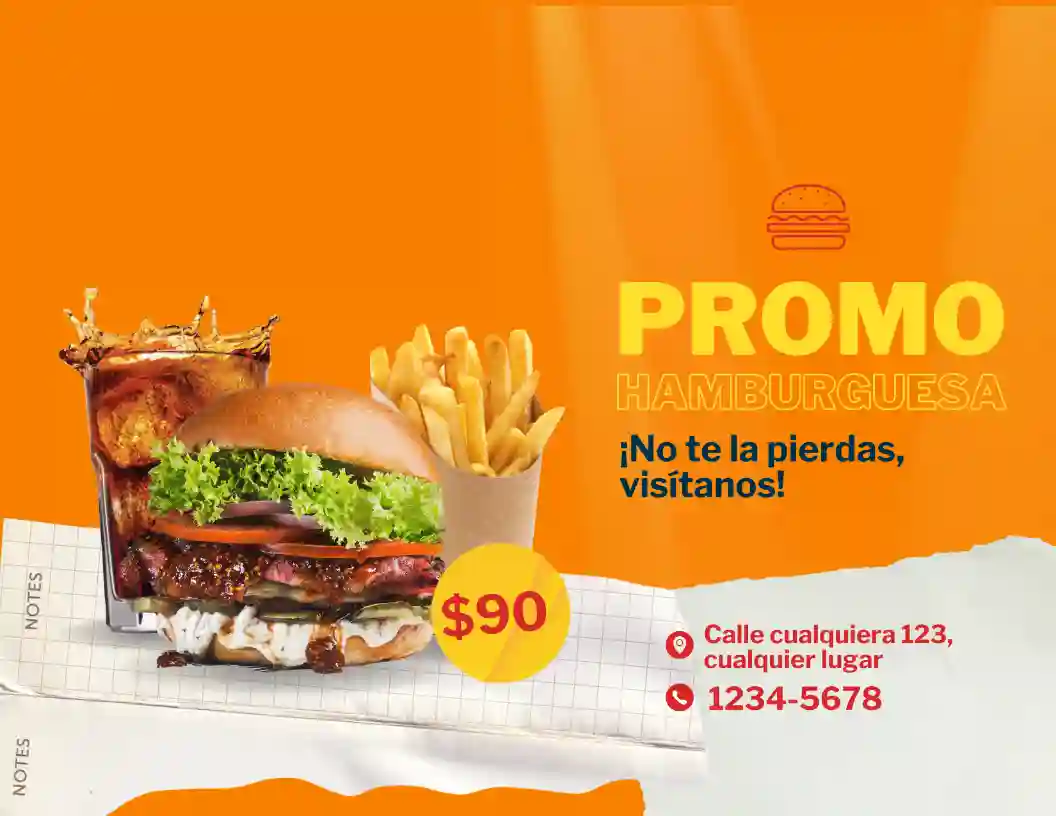 PROMO
HAMBURGUESA
¡No te la pierdas,
visítanos!
NOTES
$90
Calle cualquiera 123,
cualquier lugar
1234-5678
NOTES